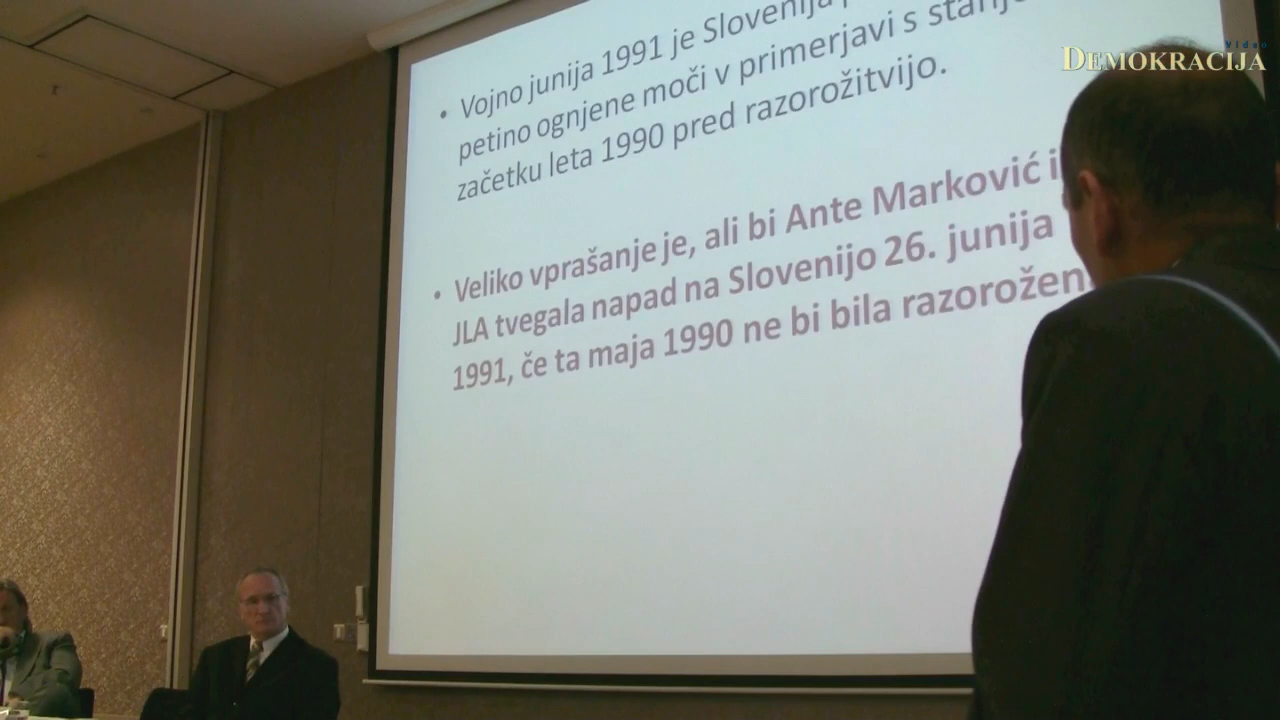 • Vojno junija 1991 je Slovenija
petino ognjene moči v primerjavi s
začetku leta 1990 pred razorožitvijo.
• Veliko vprašanje je, ali bi Ante Marković
JLA tvegala napad na Slovenijo 26. junija
1991, če ta maja 1990 ne bi bila
Video
DEMOKRACIJA